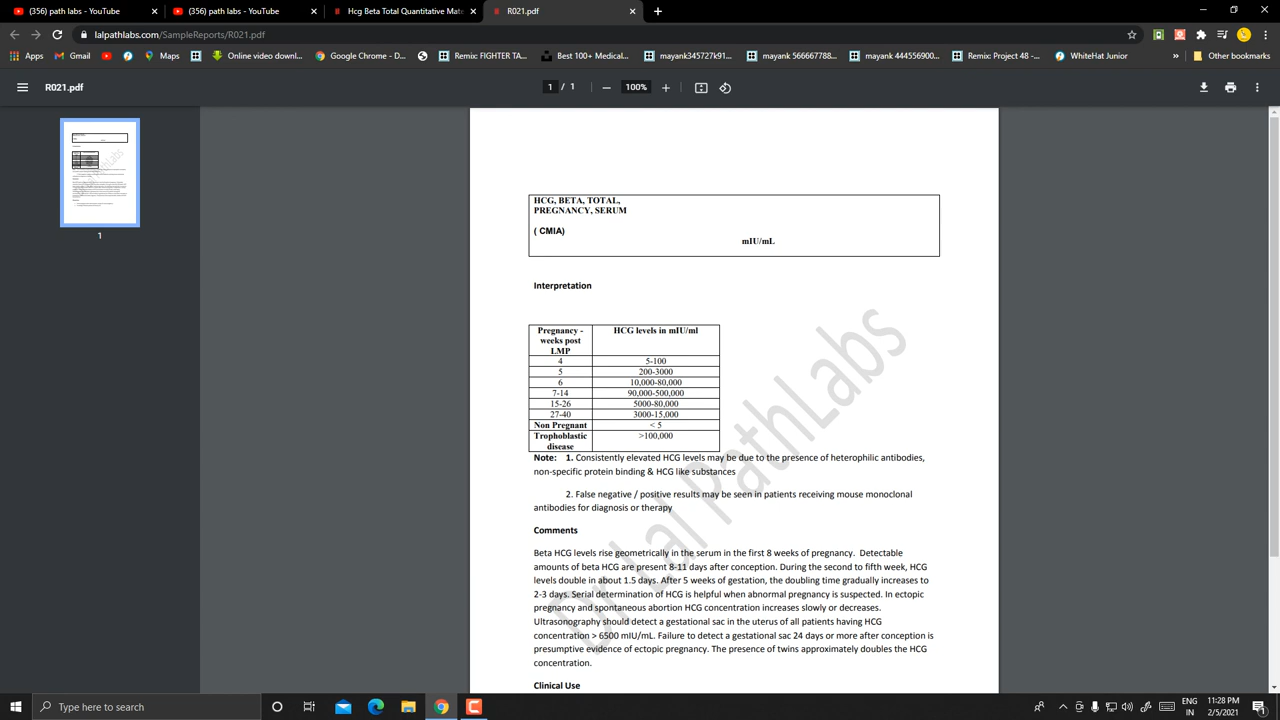 (356) path labs - YouTube
(356) path labs - YouTube
Hcg Beta Total Quantitative Mate
R021.pdf
lalpathlabs.com/SampleReports/R021.pdf
Apps
Gmail
YouTube
Maps
Online video downlo...
Google Chrome - D...
Remix: FIGHTER TA...
Best 100+ Medical...
mayank345727k91...
mayank 566667788...
mayank 444556900...
Remix: Project 48 -...
WhiteHat Junior
»
Other bookmarks
R021.pdf
1 / 1
100%
1
HCG, BETA, TOTAL,
PREGNANCY, SERUM
( CMIA)
mIU/mL
Interpretation
Pregnancy - weeks post LMP HCG levels in mIU/ml
4 5-100
5 200-3000
6 10,000-80,000
7-14 90,000-500,000
15-26 5000-80,000
27-40 3000-15,000
Non Pregnant < 5
Trophoblastic disease >100,000
Note: 1. Consistently elevated HCG levels may be due to the presence of heterophilic antibodies,
non-specific protein binding & HCG like substances
2. False negative / positive results may be seen in patients receiving mouse monoclonal
antibodies for diagnosis or therapy
Comments
Beta HCG levels rise geometrically in the serum in the first 8 weeks of pregnancy. Detectable
amounts of beta HCG are present 8-11 days after conception. During the second to fifth week, HCG
levels double in about 1.5 days. After 5 weeks of gestation, the doubling time gradually increases to
2-3 days. Serial determination of HCG is helpful when abnormal pregnancy is suspected. In ectopic
pregnancy and spontaneous abortion HCG concentration increases slowly or decreases.
Ultrasonography should detect a gestational sac in the uterus of all patients having HCG
concentration > 6500 mIU/mL. Failure to detect a gestational sac 24 days or more after conception is
presumptive evidence of ectopic pregnancy. The presence of twins approximately doubles the HCG
concentration.
Clinical Use
Dr Lal PathLabs
Type here to search
ENG
IN
11:28 PM
2/5/2021